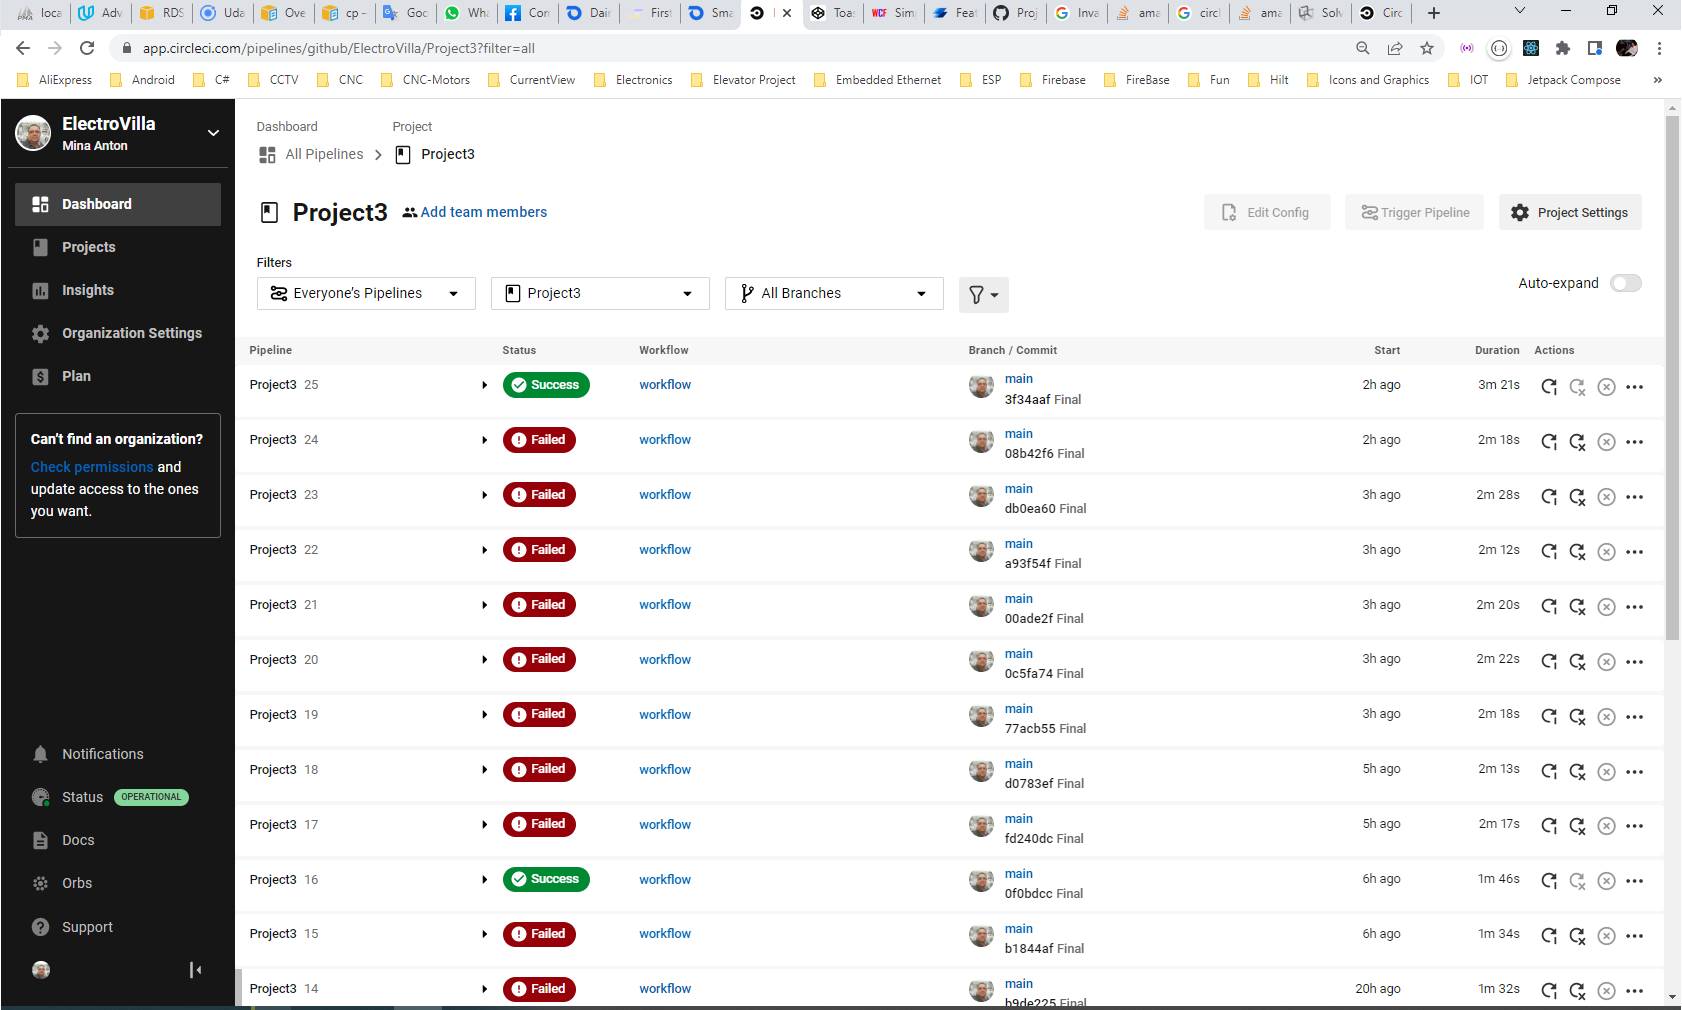 loca
Adv
RDS
Uda
Ove
cp -
Goc
Wha
Con
Dair
First
Sma
I
Toas
WCF
Simp
Feat
Proj
Inva
ama
circl
ama
Solv
Circ
app.circleci.com/pipelines/github/ElectroVilla/Project3?filter=all
AliExpress
Android
C#
CCTV
CNC
CNC-Motors
CurrentView
Electronics
Elevator Project
Embedded Ethernet
ESP
Firebase
FireBase
Fun
Hilt
Icons and Graphics
IOT
Jetpack Compose
»
ElectroVilla
Mina Anton
Dashboard
Projects
Insights
Organization Settings
Plan
Can't find an organization?
Check permissions and
update access to the ones
you want.
Notifications
Status OPERATIONAL
Docs
Orbs
Support
Dashboard Project
All Pipelines Project3
Project3 Add team members
Edit Config Trigger Pipeline Project Settings
Filters
Everyone's Pipelines Project3 All Branches
Auto-expand
Pipeline Status Workflow Branch / Commit Start Duration Actions
Project3 25 Success workflow main 2h ago 3m 21s
3f34aaf Final
Project3 24 Failed workflow main 2h ago 2m 18s
08b42f6 Final
Project3 23 Failed workflow main 3h ago 2m 28s
db0ea60 Final
Project3 22 Failed workflow main 3h ago 2m 12s
a93f54f Final
Project3 21 Failed workflow main 3h ago 2m 20s
00ade2f Final
Project3 20 Failed workflow main 3h ago 2m 22s
0c5fa74 Final
Project3 19 Failed workflow main 3h ago 2m 18s
77acb55 Final
Project3 18 Failed workflow main 5h ago 2m 13s
d0783ef Final
Project3 17 Failed workflow main 5h ago 2m 17s
fd240dc Final
Project3 16 Success workflow main 6h ago 1m 46s
0f0bdcc Final
Project3 15 Failed workflow main 6h ago 1m 34s
b1844af Final
Project3 14 Failed workflow main 20h ago 1m 32s
b9de225 Final